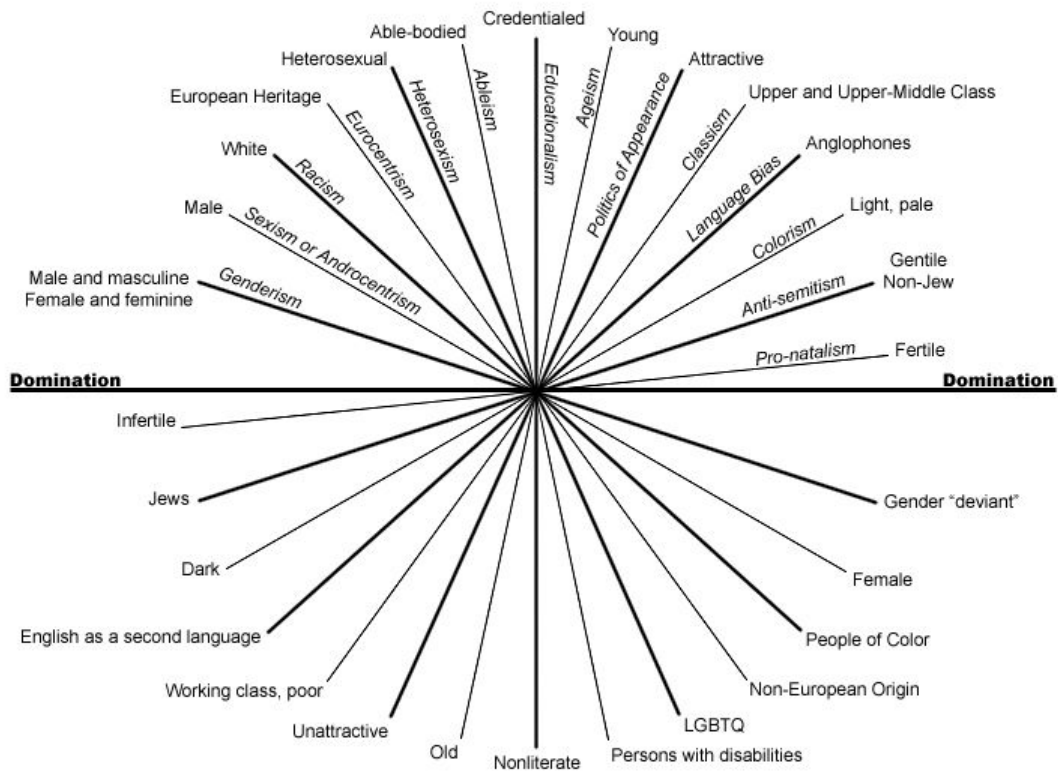 Credentialed
Able-bodied
Young
Heterosexual
Attractive
European Heritage
Upper and Upper-Middle Class
White
Anglophones
Male
Light, pale
Male and masculine
Female and feminine
Gentile
Non-Jew
Fertile
Genderism
Sexism or Androcentrism
Racism
Eurocentrism
Heterosexism
Ableism
Educationalism
Ageism
Politics of Appearance
Classism
Language Bias
Colorism
Anti-semitism
Pro-natalism
Domination
Domination
Infertile
Jews
Gender “deviant”
Dark
Female
English as a second language
People of Color
Working class, poor
Non-European Origin
Unattractive
LGBTQ
Old
Persons with disabilities
Nonliterate